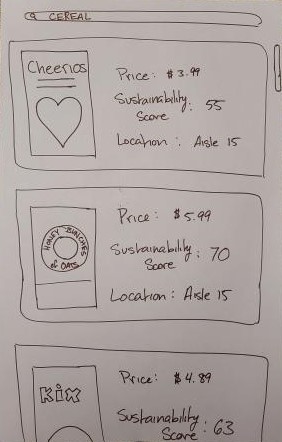 CEREAL
Cheerios
Price: $3.99
Sustainability
Score : 55
Location : Aisle 15
HONEY BUNCHES
of OATS
Price: $5.99
Sustainability
Score : 70
Location : Aisle 15
Kix
Price: $4.89
Sustainability
Score : 63